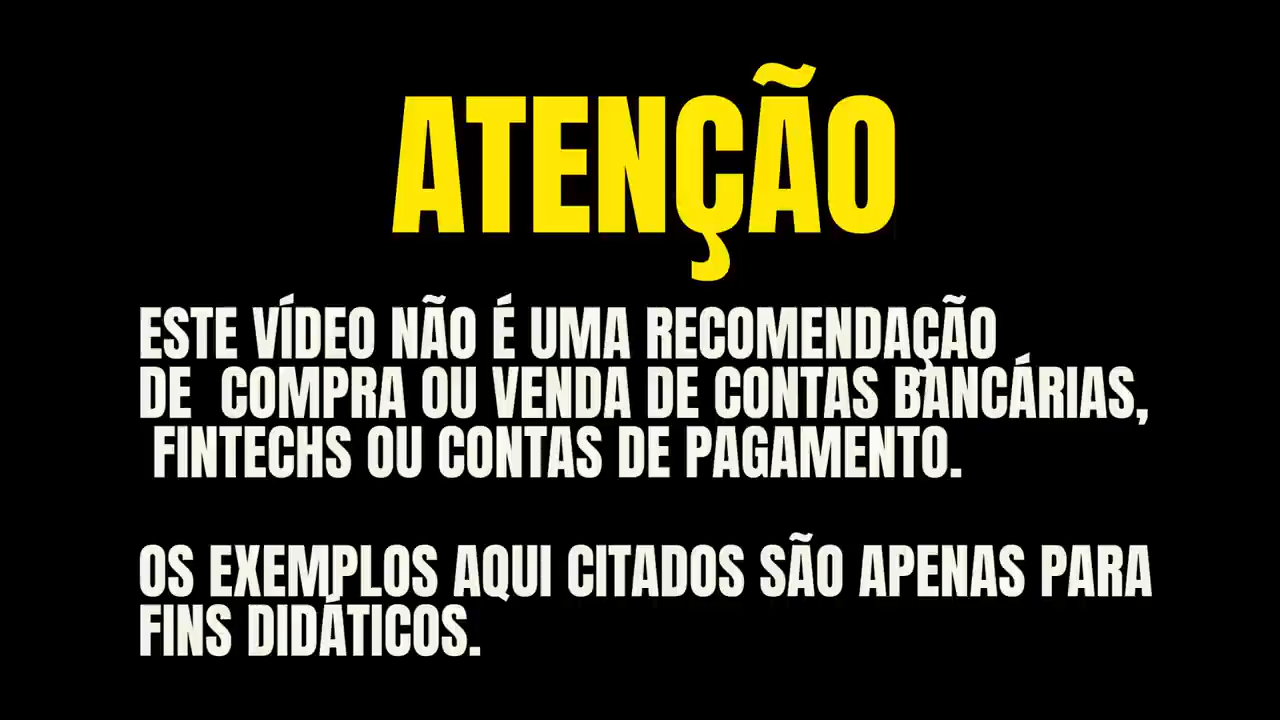 ATENÇÃO
ESTE VÍDEO NÃO É UMA RECOMENDAÇÃO
DE COMPRA OU VENDA DE CONTAS BANCÁRIAS,
FINTECHS OU CONTAS DE PAGAMENTO.
OS EXEMPLOS AQUI CITADOS SÃO APENAS PARA
FINS DIDÁTICOS.